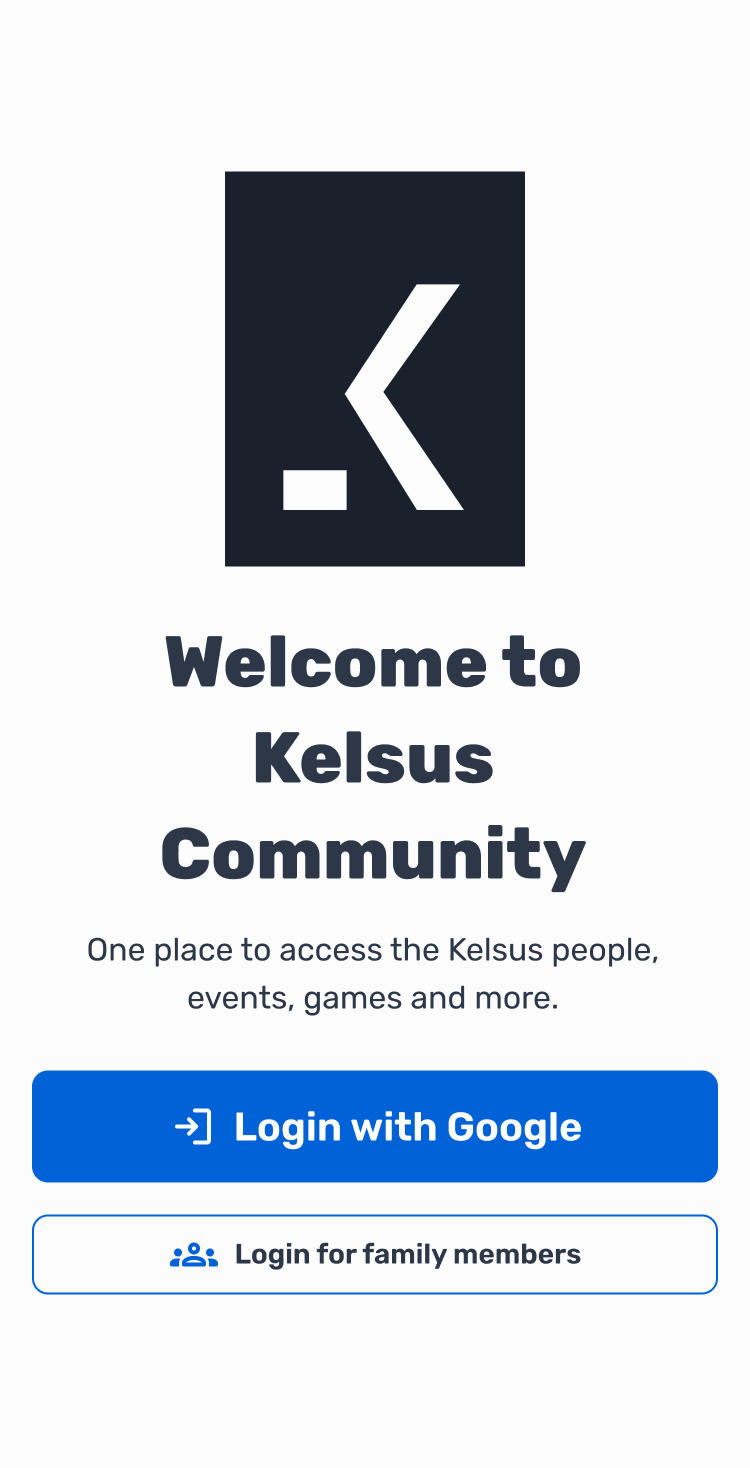 Welcome to
Kelsus
Community
One place to access the Kelsus people,
events, games and more.
Login with Google
Login for family members